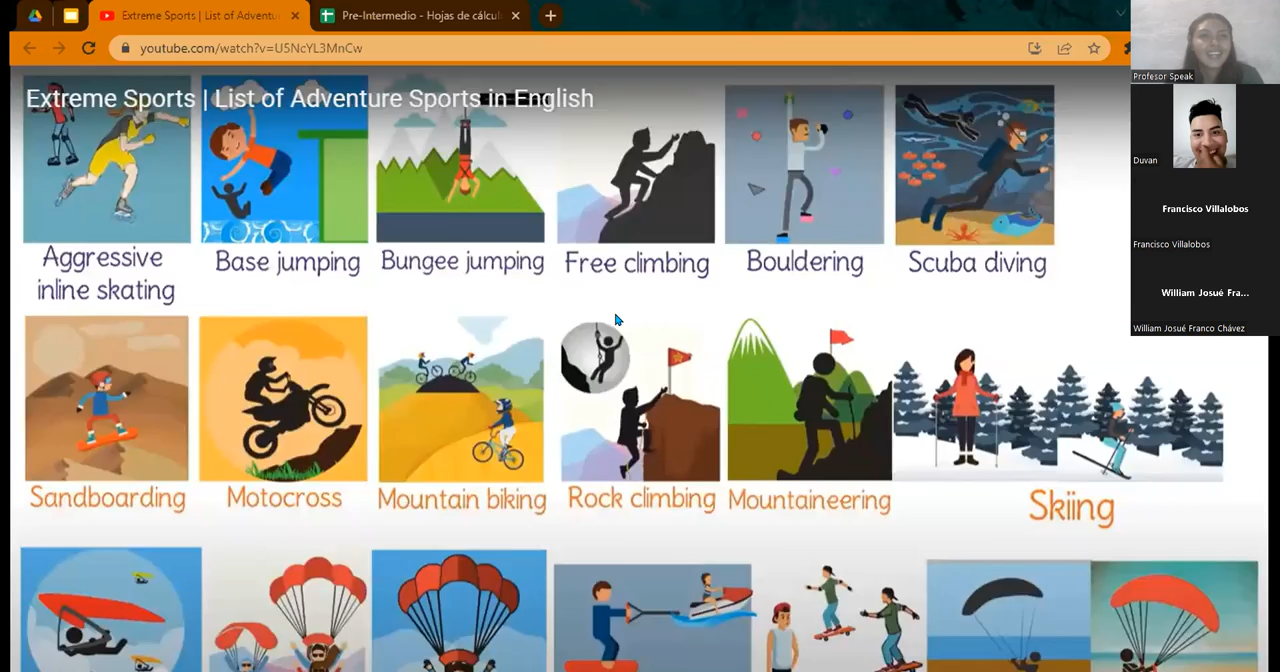 Extreme Sports | List of Adventu
Pre-Intermedio - Hojas de cálcul
youtube.com/watch?v=U5NcYL3MnCw
Extreme Sports | List of Adventure Sports in English
Profesor Speak
Duvan
Francisco Villalobos
Francisco Villalobos
William Josué Fra...
William Josué Franco Chávez
Aggressive
inline skating
Base jumping
Bungee jumping
Free climbing
Bouldering
Scuba diving
Sandboarding
Motocross
Mountain biking
Rock climbing
Mountaineering
Skiing